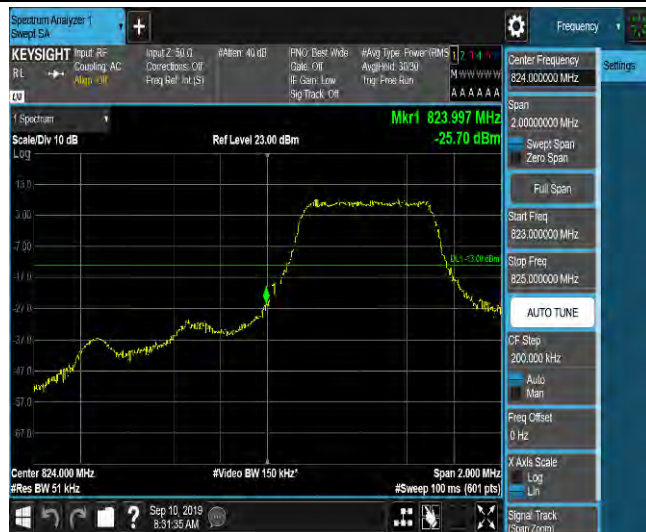 Spectrum Analyzer 1
Swept SA
Frequency
KEYSIGHT
Input: RF
Input Z: 50 Ω
#Atten: 40 dB
PNO: Best Wide
#Avg Type: Power (RMS
1 2 3 4
RL
Coupling: AC
Corrections: Off
Gate: Off
Avg|Hold: 30/30
M W W W W W
Align: Off
Freq Ref: Int (S)
IF Gain: Low
Trig: Free Run
Sig Track: Off
A A A A A A
LXI
1 Spectrum
Mkr1 823.997 MHz
Scale/Div 10 dB
Ref Level 23.00 dBm
-25.70 dBm
Log
13.0
3.00
-7.00
DL1 -13.00 dBm
-17.0
-27.0
-37.0
-47.0
-57.0
-67.0
Center 824.000 MHz
#Video BW 150 kHz*
Span 2.000 MHz
#Res BW 51 kHz
#Sweep 100 ms (601 pts)
Center Frequency
824.000000 MHz
Settings
Span
2.00000000 MHz
Swept Span
Zero Span
Full Span
Start Freq
823.000000 MHz
Stop Freq
825.000000 MHz
AUTO TUNE
CF Step
200.000 kHz
Auto
Man
Freq Offset
0 Hz
X Axis Scale
Log
Lin
Signal Track
(Span Zoom)
Sep 10, 2019
8:31:35 AM